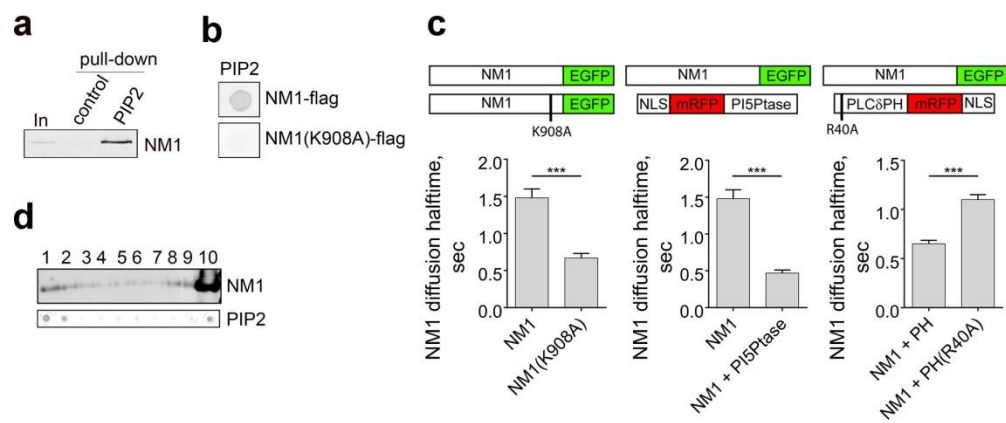 a
pull-down
In control PIP2
NM1
b
PIP2
NM1-flag
NM1(K908A)-flag
c
NM1 EGFP
NM1 EGFP
K908A
NM1 diffusion halftime, sec
2.0
1.5
1.0
0.5
0.0
***
NM1
NM1(K908A)
NM1 EGFP
NLS mRFP PI5Ptase
NM1 diffusion halftime, sec
2.0
1.5
1.0
0.5
0.0
***
NM1
NM1 + PI5Ptase
NM1 EGFP
PLCδPH mRFP NLS
R40A
NM1 diffusion halftime, sec
1.5
1.0
0.5
0.0
***
NM1 + PH
NM1 + PH(R40A)
d
1 2 3 4 5 6 7 8 9 10
NM1
PIP2